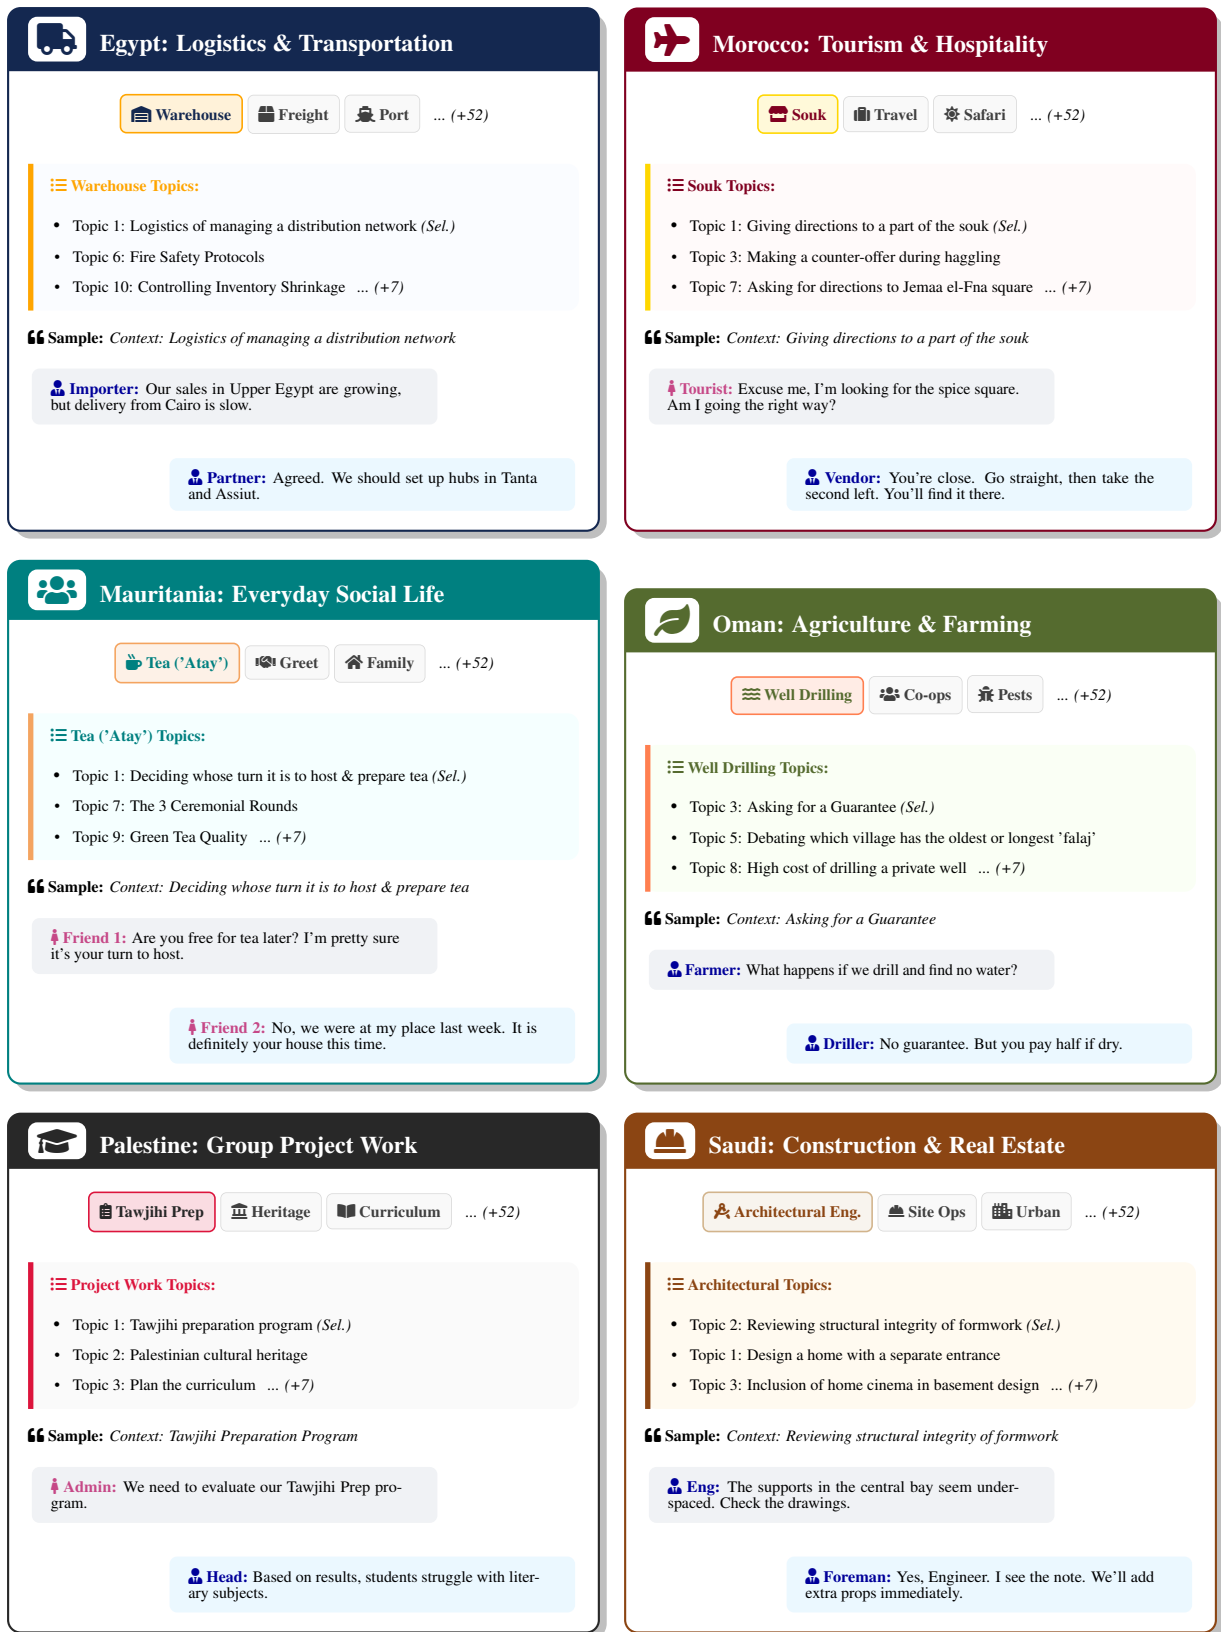 Egypt: Logistics & Transportation
Warehouse Freight Port ... (+52)
Warehouse Topics:
• Topic 1: Logistics of managing a distribution network (Sel.)
• Topic 6: Fire Safety Protocols
• Topic 10: Controlling Inventory Shrinkage ... (+7)
Sample: Context: Logistics of managing a distribution network
Importer: Our sales in Upper Egypt are growing,
but delivery from Cairo is slow.
Partner: Agreed. We should set up hubs in Tanta
and Assiut.
Morocco: Tourism & Hospitality
Souk Travel Safari ... (+52)
Souk Topics:
• Topic 1: Giving directions to a part of the souk (Sel.)
• Topic 3: Making a counter-offer during haggling
• Topic 7: Asking for directions to Jemaa el-Fna square ... (+7)
Sample: Context: Giving directions to a part of the souk
Tourist: Excuse me, I'm looking for the spice square.
Am I going the right way?
Vendor: You're close. Go straight, then take the
second left. You'll find it there.
Mauritania: Everyday Social Life
Tea ('Atay') Greet Family ... (+52)
Tea ('Atay') Topics:
• Topic 1: Deciding whose turn it is to host & prepare tea (Sel.)
• Topic 7: The 3 Ceremonial Rounds
• Topic 9: Green Tea Quality ... (+7)
Sample: Context: Deciding whose turn it is to host & prepare tea
Friend 1: Are you free for tea later? I'm pretty sure
it's your turn to host.
Friend 2: No, we were at my place last week. It is
definitely your house this time.
Oman: Agriculture & Farming
Well Drilling Co-ops Pests ... (+52)
Well Drilling Topics:
• Topic 3: Asking for a Guarantee (Sel.)
• Topic 5: Debating which village has the oldest or longest 'falaj'
• Topic 8: High cost of drilling a private well ... (+7)
Sample: Context: Asking for a Guarantee
Farmer: What happens if we drill and find no water?
Driller: No guarantee. But you pay half if dry.
Palestine: Group Project Work
Tawjihi Prep Heritage Curriculum ... (+52)
Project Work Topics:
• Topic 1: Tawjihi preparation program (Sel.)
• Topic 2: Palestinian cultural heritage
• Topic 3: Plan the curriculum ... (+7)
Sample: Context: Tawjihi Preparation Program
Admin: We need to evaluate our Tawjihi Prep pro-
gram.
Head: Based on results, students struggle with liter-
ary subjects.
Saudi: Construction & Real Estate
Architectural Eng. Site Ops Urban ... (+52)
Architectural Topics:
• Topic 2: Reviewing structural integrity of formwork (Sel.)
• Topic 1: Design a home with a separate entrance
• Topic 3: Inclusion of home cinema in basement design ... (+7)
Sample: Context: Reviewing structural integrity of formwork
Eng: The supports in the central bay seem under-
spaced. Check the drawings.
Foreman: Yes, Engineer. I see the note. We'll add
extra props immediately.